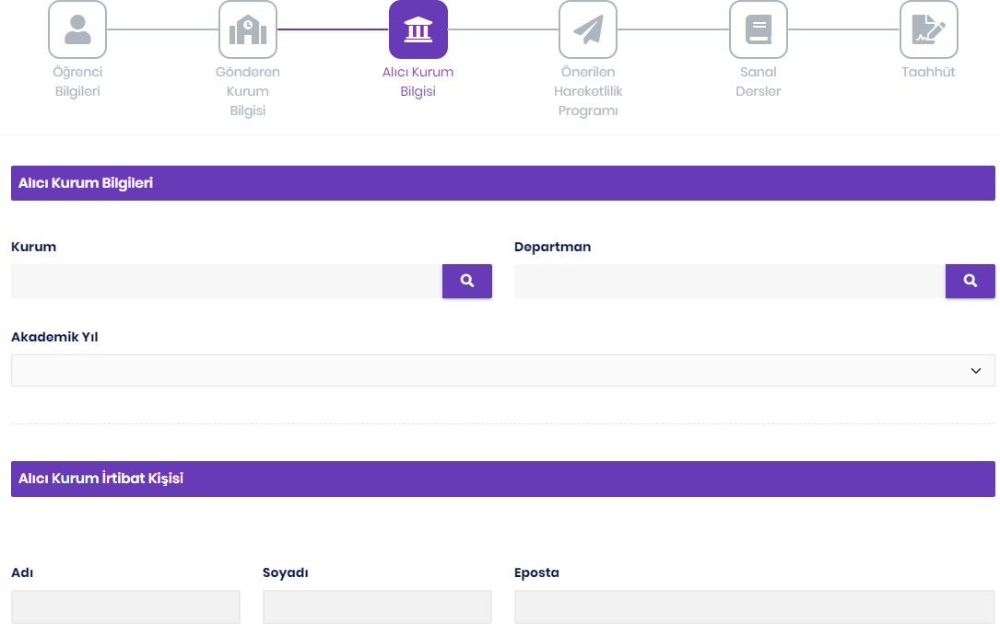 Öğrenci
Bilgileri
Gönderen
Kurum
Bilgisi
Alıcı Kurum
Bilgisi
Önerilen
Hareketlilik
Programı
Sanal
Dersler
Taahhüt
Alıcı Kurum Bilgileri
Kurum
Departman
Akademik Yıl
Alıcı Kurum İrtibat Kişisi
Adı
Soyadı
Eposta